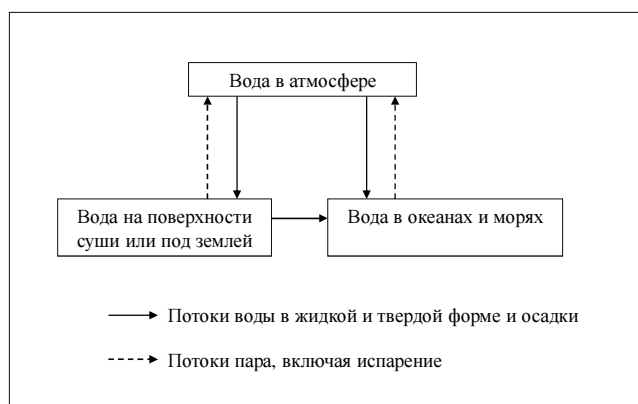 Вода в атмосфере
Вода на поверхности
суши или под землей
Вода в океанах и морях
Потоки воды в жидкой и твердой форме и осадки
Потоки пара, включая испарение